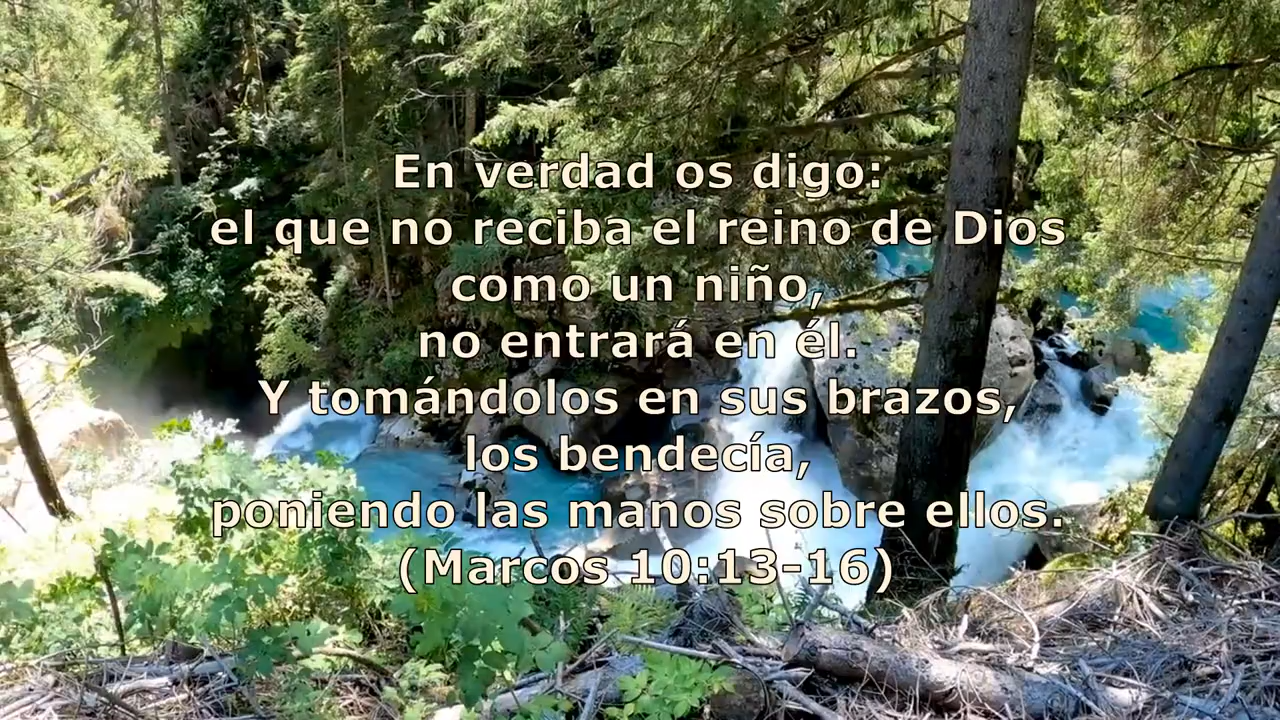 En verdad os digo:
el que no reciba el reino de Dios
como un niño,
no entrará en él.
Y tomándolos en sus brazos,
los bendecía,
poniendo las manos sobre ellos.
(Marcos 10:13-16)